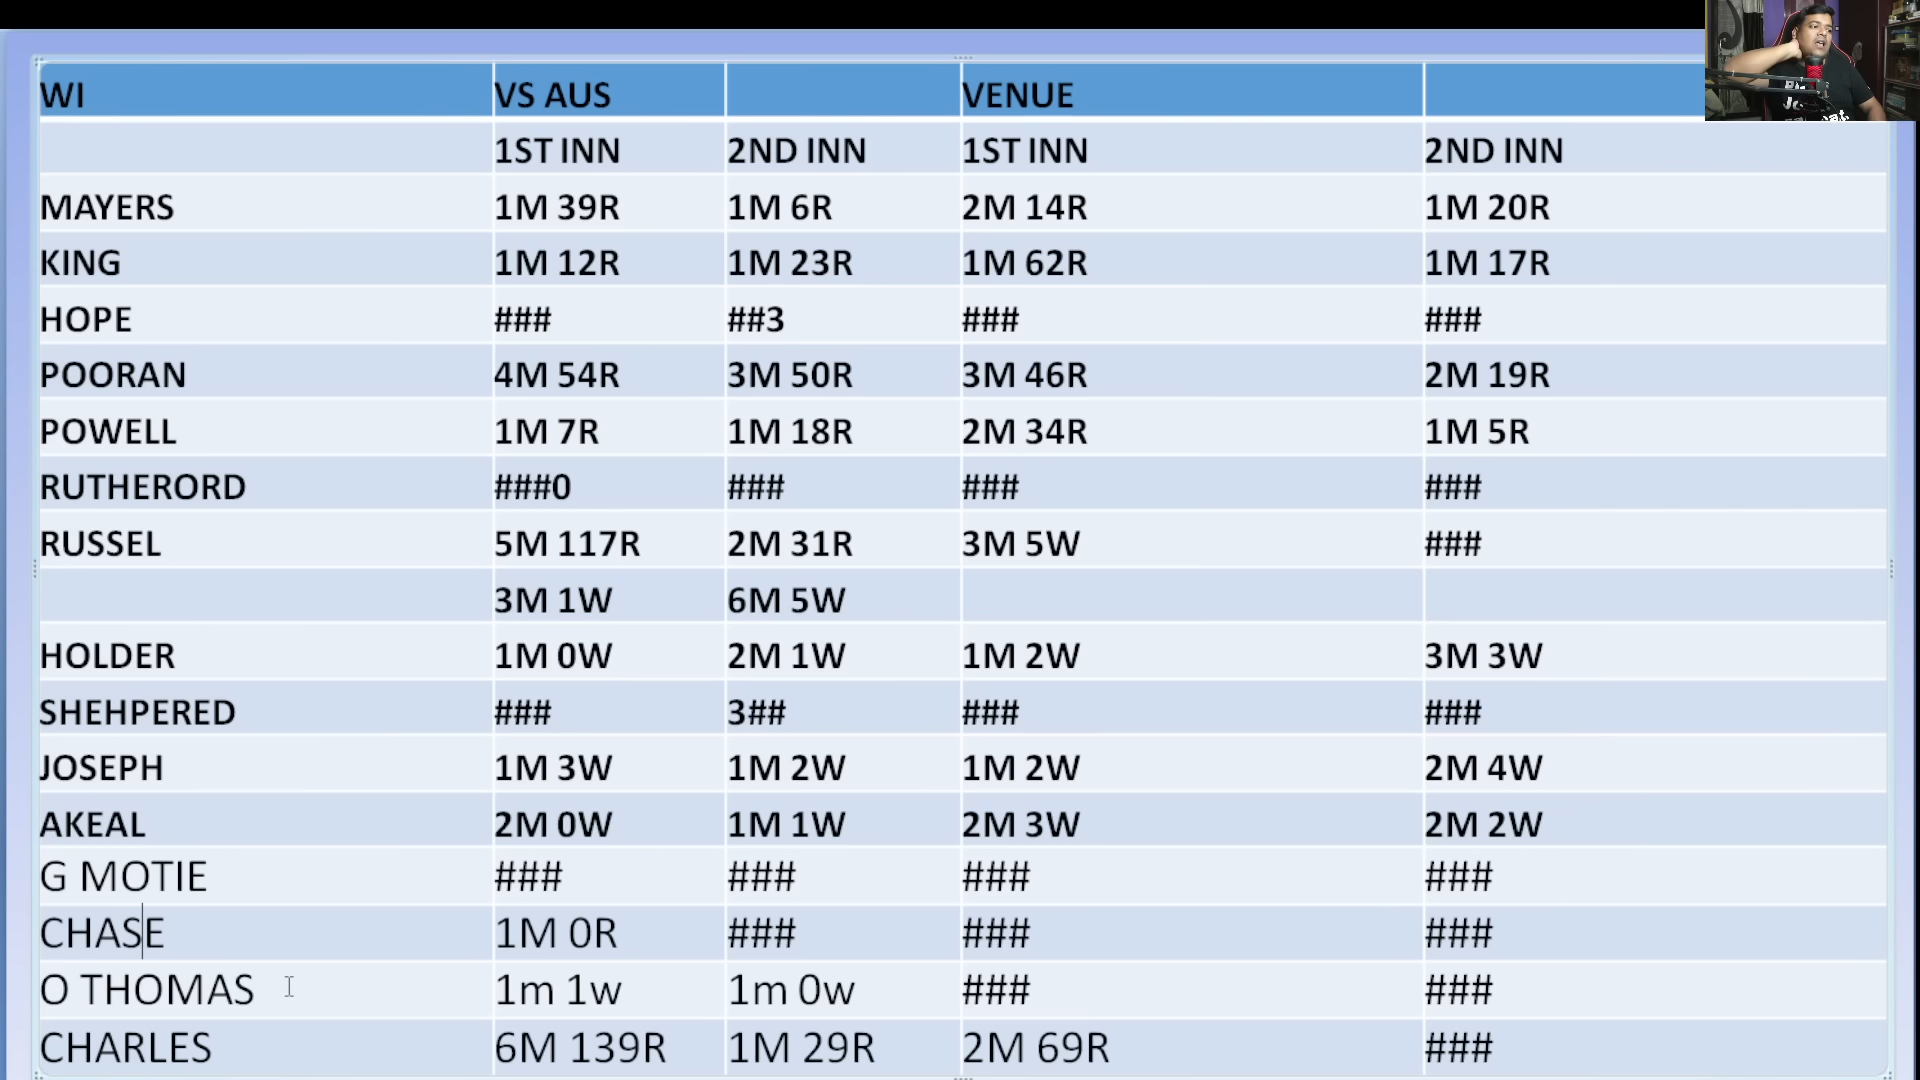 WI VS AUS VENUE
1ST INN 2ND INN 1ST INN 2ND INN
MAYERS 1M 39R 1M 6R 2M 14R 1M 20R
KING 1M 12R 1M 23R 1M 62R 1M 17R
HOPE ### ##3 ### ###
POORAN 4M 54R 3M 50R 3M 46R 2M 19R
POWELL 1M 7R 1M 18R 2M 34R 1M 5R
RUTHERORD ###0 ### ### ###
RUSSEL 5M 117R 2M 31R 3M 5W ###
3M 1W 6M 5W
HOLDER 1M 0W 2M 1W 1M 2W 3M 3W
SHEHPERED ### 3## ### ###
JOSEPH 1M 3W 1M 2W 1M 2W 2M 4W
AKEAL 2M 0W 1M 1W 2M 3W 2M 2W
G MOTIE ### ### ### ###
CHASE 1M 0R ### ### ###
O THOMAS 1m 1w 1m 0w ### ###
CHARLES 6M 139R 1M 29R 2M 69R ###